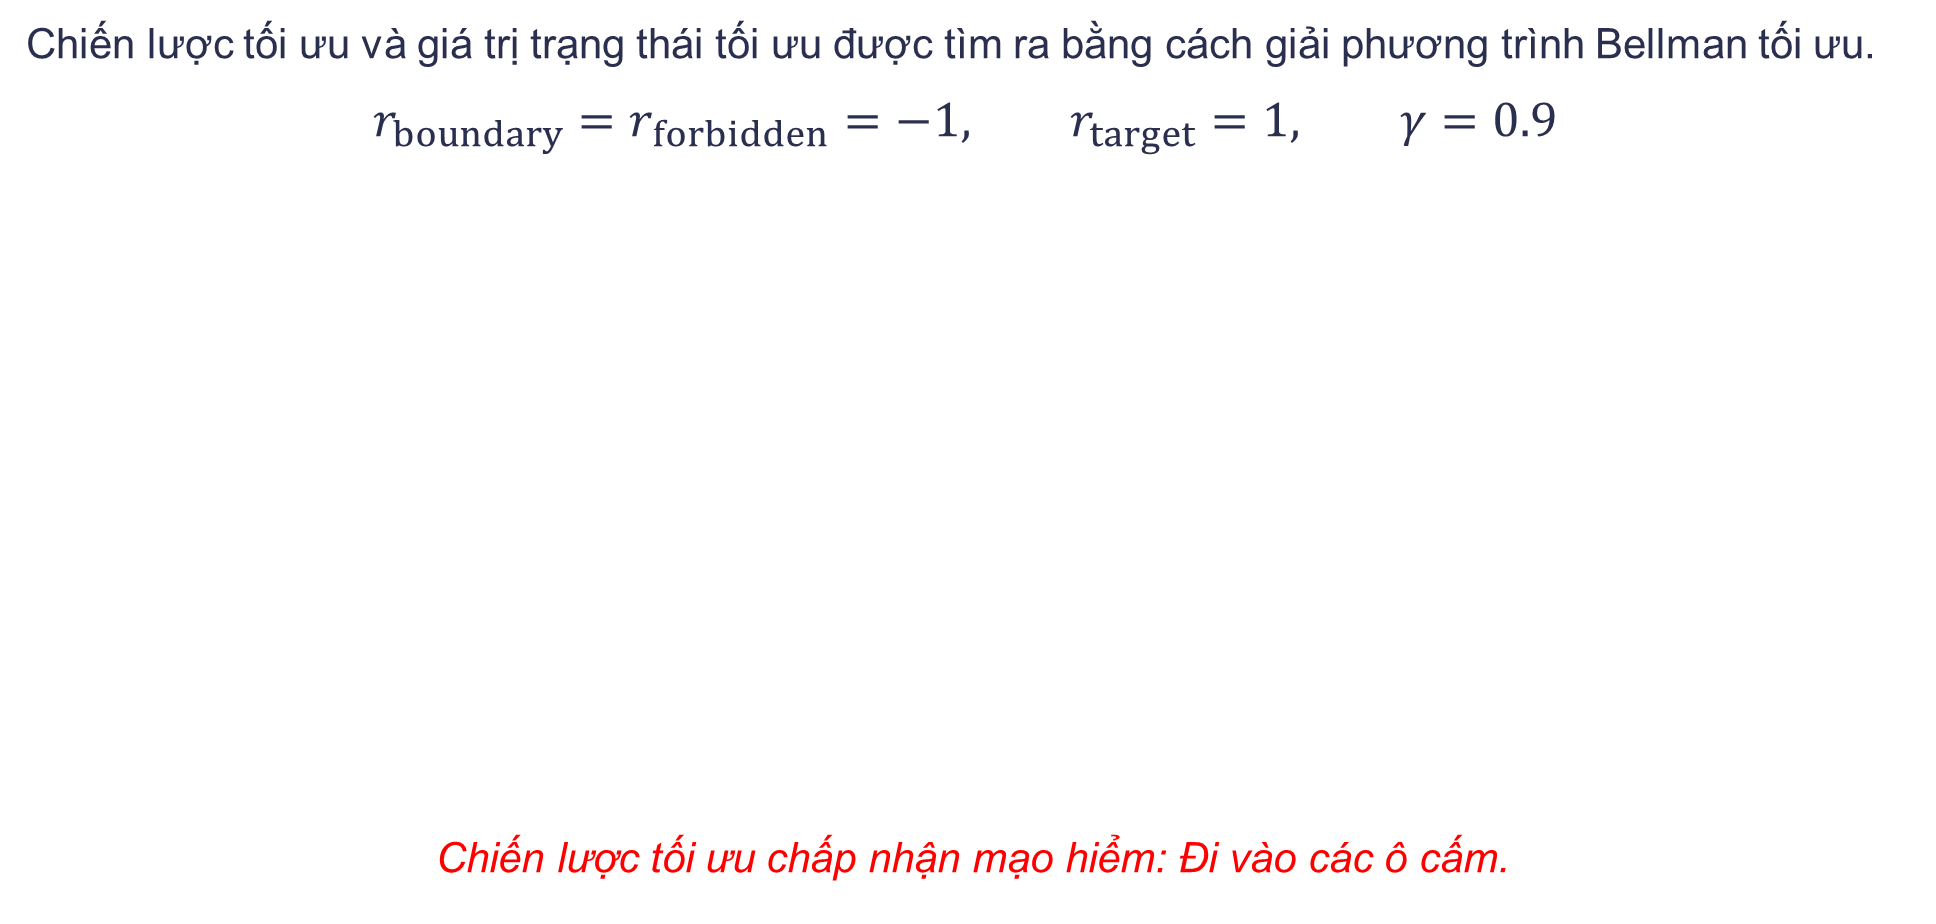 Chiến lược tối ưu và giá trị trạng thái tối ưu được tìm ra bằng cách giải phương trình Bellman tối ưu.
r_boundary = r_forbidden = −1, r_target = 1, γ = 0.9
Chiến lược tối ưu chấp nhận mạo hiểm: Đi vào các ô cấm.